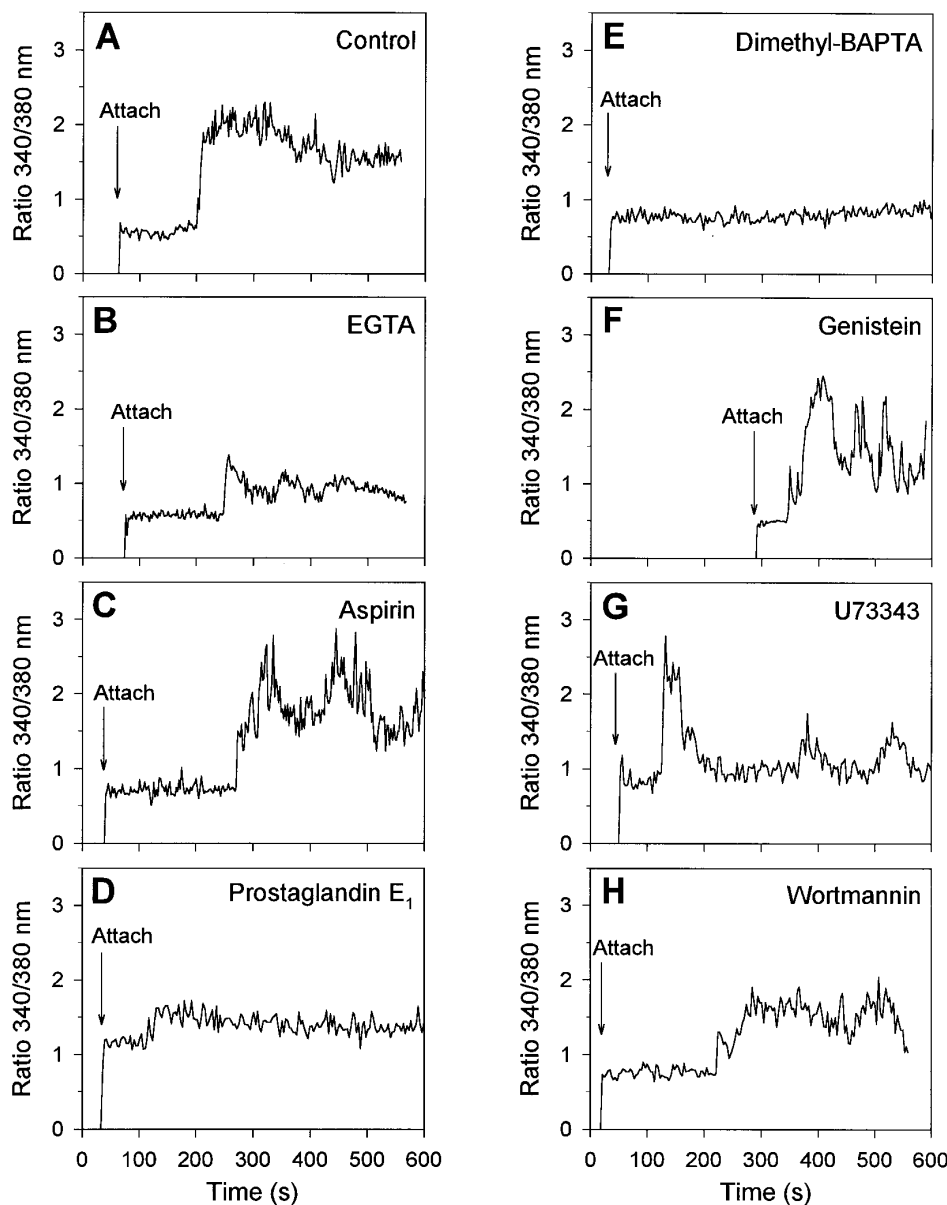 A
Control
Ratio 340/380 nm
3
2
1
0
Attach
B
EGTA
Ratio 340/380 nm
3
2
1
0
Attach
C
Aspirin
Ratio 340/380 nm
3
2
1
0
Attach
D
Prostaglandin E1
Ratio 340/380 nm
3
2
1
0
Attach
0 100 200 300 400 500 600
Time (s)
E
Dimethyl-BAPTA
Ratio 340/380 nm
3
2
1
0
Attach
F
Genistein
Ratio 340/380 nm
3
2
1
0
Attach
G
U73343
Ratio 340/380 nm
3
2
1
0
Attach
H
Wortmannin
Ratio 340/380 nm
3
2
1
0
Attach
0 100 200 300 400 500 600
Time (s)